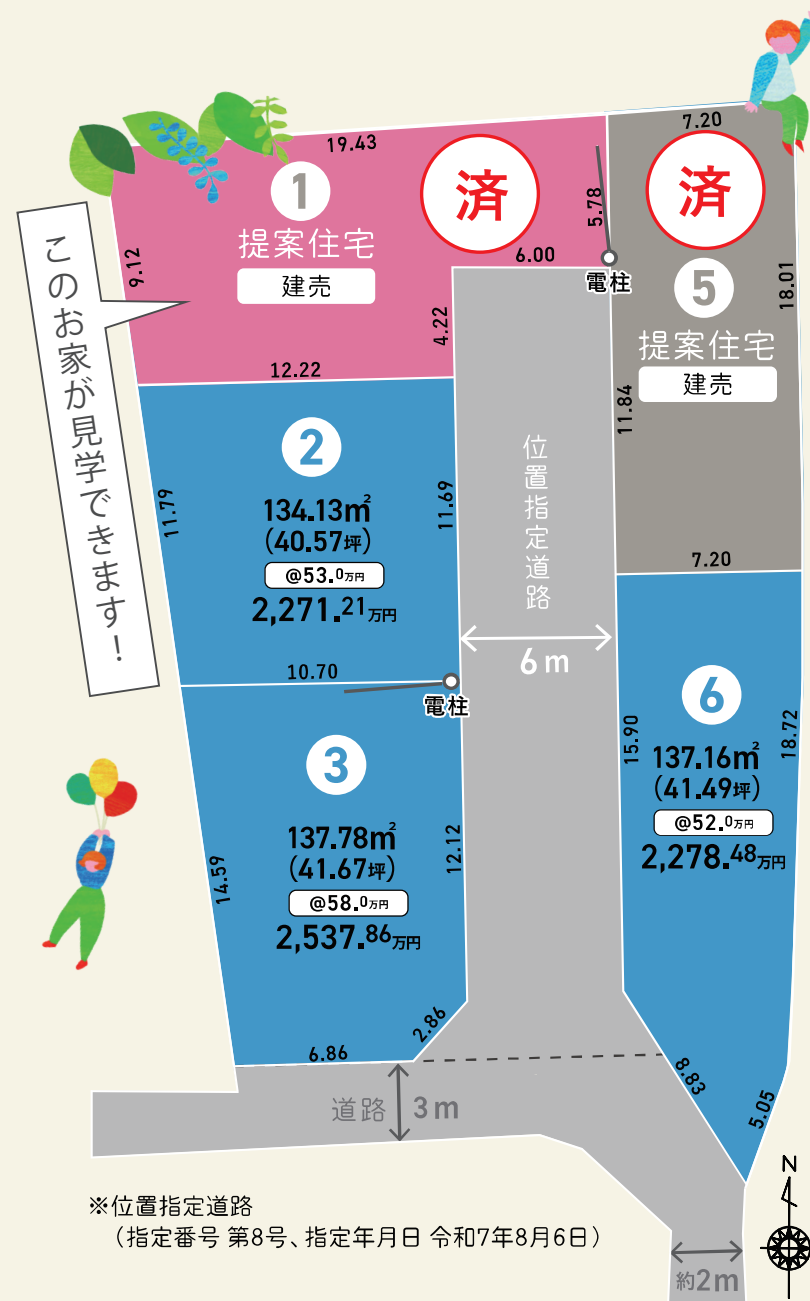 7.20
19.43
済
済
1
提案住宅
建売
5.78
6.00
電柱
9.12
4.22
12.22
5
提案住宅
建売
18.01
11.84
7.20
このお家が見学できます！
2
134.13㎡
(40.57坪)
@53.0万円
2,271.21万円
11.79
11.69
10.70
電柱
位置指定道路
6m
3
137.78㎡
(41.67坪)
@58.0万円
2,537.86万円
14.59
12.12
6.86
2.86
6
137.16㎡
(41.49坪)
@52.0万円
2,278.48万円
15.90
18.72
8.83
5.05
道路 3m
約2m
N
※位置指定道路
（指定番号 第8号、指定年月日 令和7年8月6日）